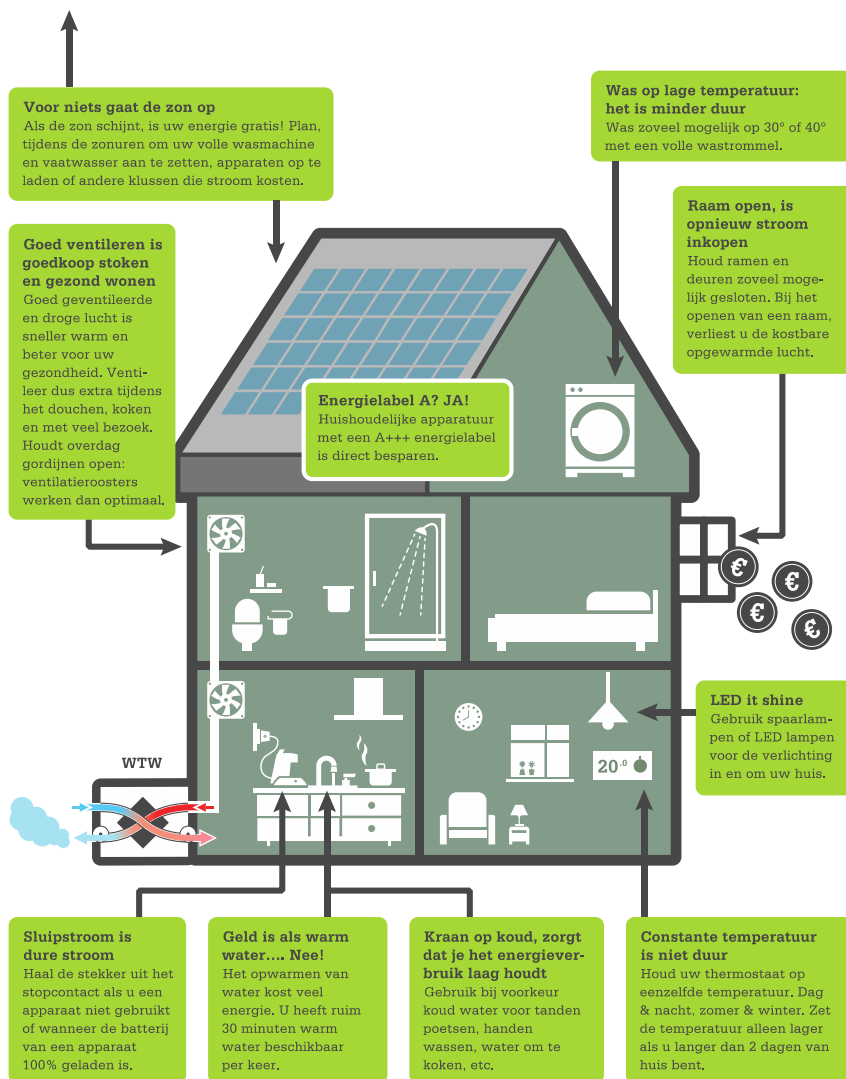 Voor niets gaat de zon op
Als de zon schijnt, is uw energie gratis! Plan,
tijdens de zonuren om uw volle wasmachine
en vaatwasser aan te zetten, apparaten op te
laden of andere klussen die stroom kosten.
Was op lage temperatuur:
het is minder duur
Was zoveel mogelijk op 30° of 40°
met een volle wastrommel.
Raam open, is
opnieuw stroom
inkopen
Houd ramen en
deuren zoveel moge-
lijk gesloten. Bij het
openen van een raam,
verliest u de kostbare
opgewarmde lucht.
Goed ventileren is
goedkoop stoken
en gezond wonen
Goed geventileerde
en droge lucht is
sneller warm en
beter voor uw
gezondheid. Venti-
leer dus extra tijdens
het douchen, koken
en met veel bezoek.
Houdt overdag
gordijnen open:
ventilatieroosters
werken dan optimaal.
Energielabel A? JA!
Huishoudelijke apparatuur
met een A+++ energielabel
is direct besparen.
€
€
€
€
LED it shine
Gebruik spaarlam-
pen of LED lampen
voor de verlichting
in en om uw huis.
WTW
20.0
Sluipstroom is
dure stroom
Haal de stekker uit het
stopcontact als u een
apparaat niet gebruikt
of wanneer de batterij
van een apparaat
100% geladen is.
Geld is als warm
water.... Nee!
Het opwarmen van
water kost veel
energie. U heeft ruim
30 minuten warm
water beschikbaar
per keer.
Kraan op koud, zorgt
dat je het energiever-
bruik laag houdt
Gebruik bij voorkeur
koud water voor tanden
poetsen, handen
wassen, water om te
koken, etc.
Constante temperatuur
is niet duur
Houd uw thermostaat op
eenzelfde temperatuur. Dag
& nacht, zomer & winter. Zet
de temperatuur alleen lager
als u langer dan 2 dagen van
huis bent.